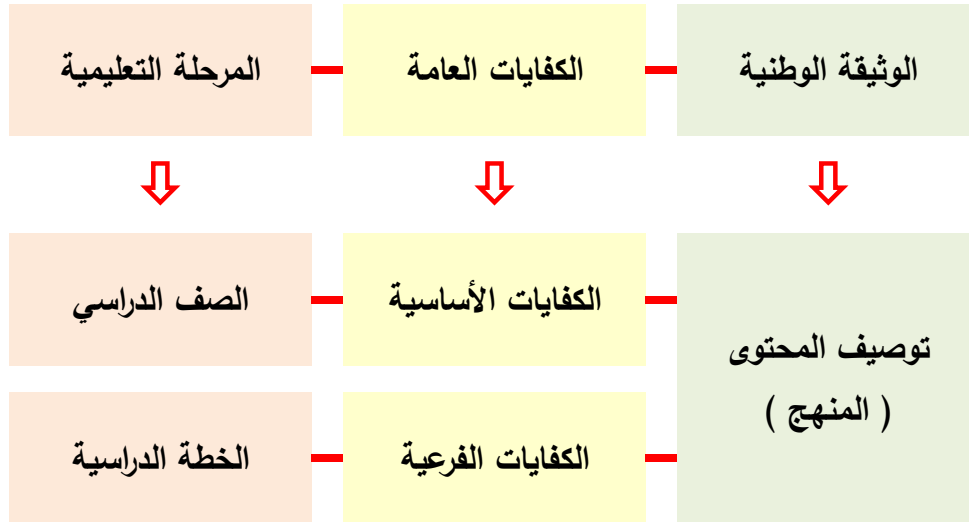 الوثيقة الوطنية
الكفايات العامة
المرحلة التعليمية
توصيف المحتوى
( المنهج )
الكفايات الأساسية
الصف الدراسي
الكفايات الفرعية
الخطة الدراسية